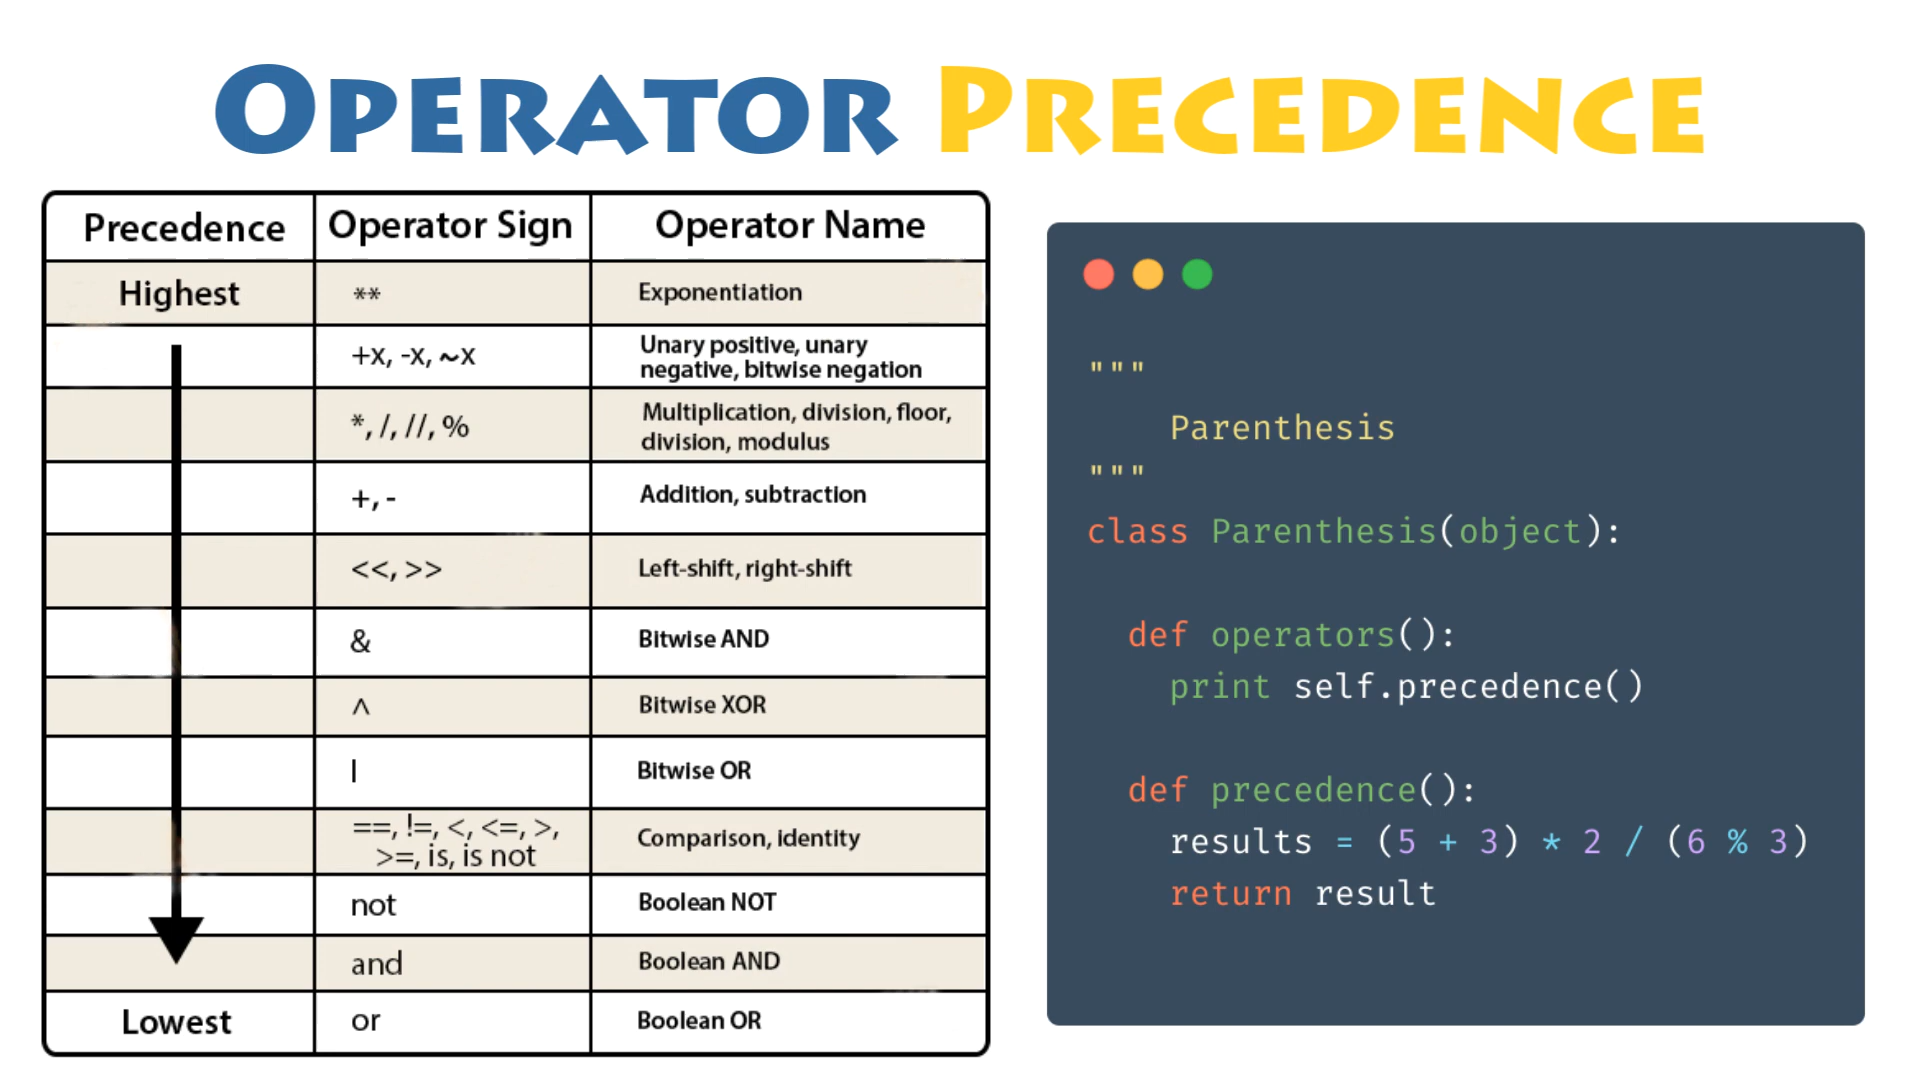 OPERATOR PRECEDENCE
Precedence Operator Sign Operator Name
Highest ** Exponentiation
+x, -x, ~x Unary positive, unary
negative, bitwise negation
*, /, //, % Multiplication, division, floor,
division, modulus
+, - Addition, subtraction
<<, >> Left-shift, right-shift
& Bitwise AND
^ Bitwise XOR
| Bitwise OR
==, !=, <, <=, >,
>=, is, is not Comparison, identity
not Boolean NOT
and Boolean AND
Lowest or Boolean OR
"""
Parenthesis
"""
class Parenthesis(object):
def operators():
print self.precedence()
def precedence():
results = (5 + 3) * 2 / (6 % 3)
return result